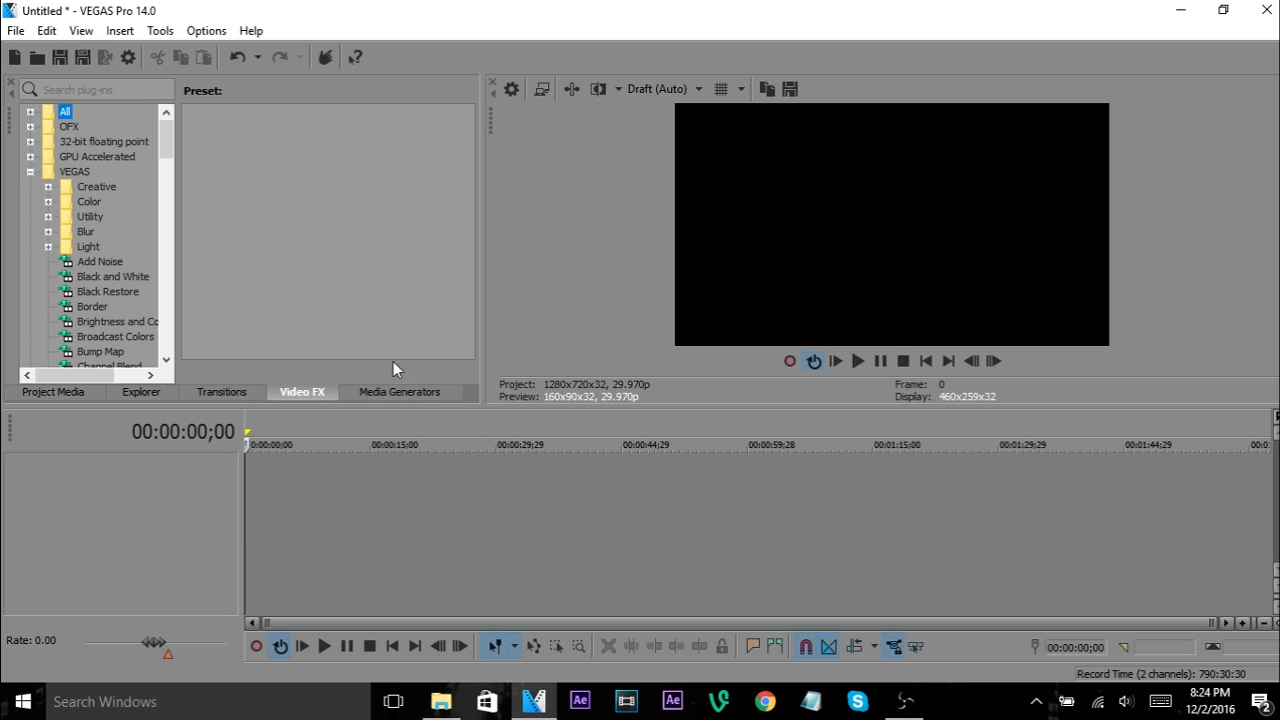 Untitled * - VEGAS Pro 14.0
File Edit View Insert Tools Options Help
Search plug-ins
Preset:
Draft (Auto)
All
OFX
32-bit floating point
GPU Accelerated
VEGAS
Creative
Color
Utility
Blur
Light
Add Noise
Black and White
Black Restore
Border
Brightness and Co
Broadcast Colors
Bump Map
Channel Blend
Project Media Explorer Transitions Video FX Media Generators
Project: 1280x720x32, 29.970p Frame: 0
Preview: 160x90x32, 29.970p Display: 460x259x32
00:00:00;00
0:00:00;00 00:00:15;00 00:00:29;29 00:00:44;29 00:00:59;28 00:01:15;00 00:01:29;29 00:01:44;29 00:0
Rate: 0.00
00:00:00;00
Record Time (2 channels): 790:30:30
Search Windows
Ae
Ae
8:24 PM
12/2/2016
2